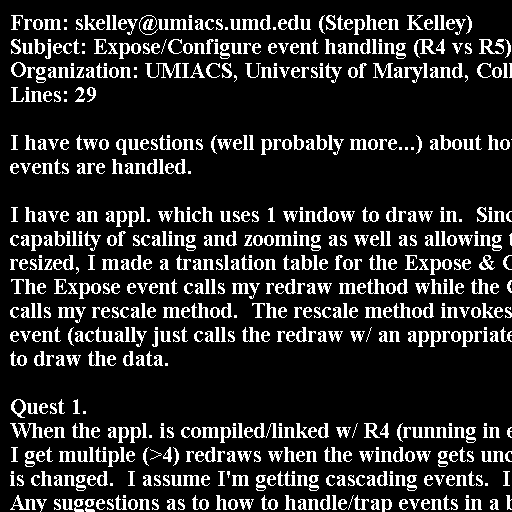 From: skelley@umiacs.umd.edu (Stephen Kelley)
Subject: Expose/Configure event handling (R4 vs R5)
Organization: UMIACS, University of Maryland,
Lines: 29
I have two questions (well probably more...) about
events are handled.
I have an appl. which uses 1 window to draw in.
capability of scaling and zooming as well as allowing
resized, I made a translation table for the Expose &
The Expose event calls my redraw method while the
calls my rescale method.  The rescale method invokes
event (actually just calls the redraw w/ an appropriate
to draw the data.
Quest 1.
When the appl. is compiled/linked w/ R4 (running in
I get multiple (>4) redraws when the window gets
is changed.  I assume I'm getting cascading events.  I
Any suggestions as to how to handle/trap events in a